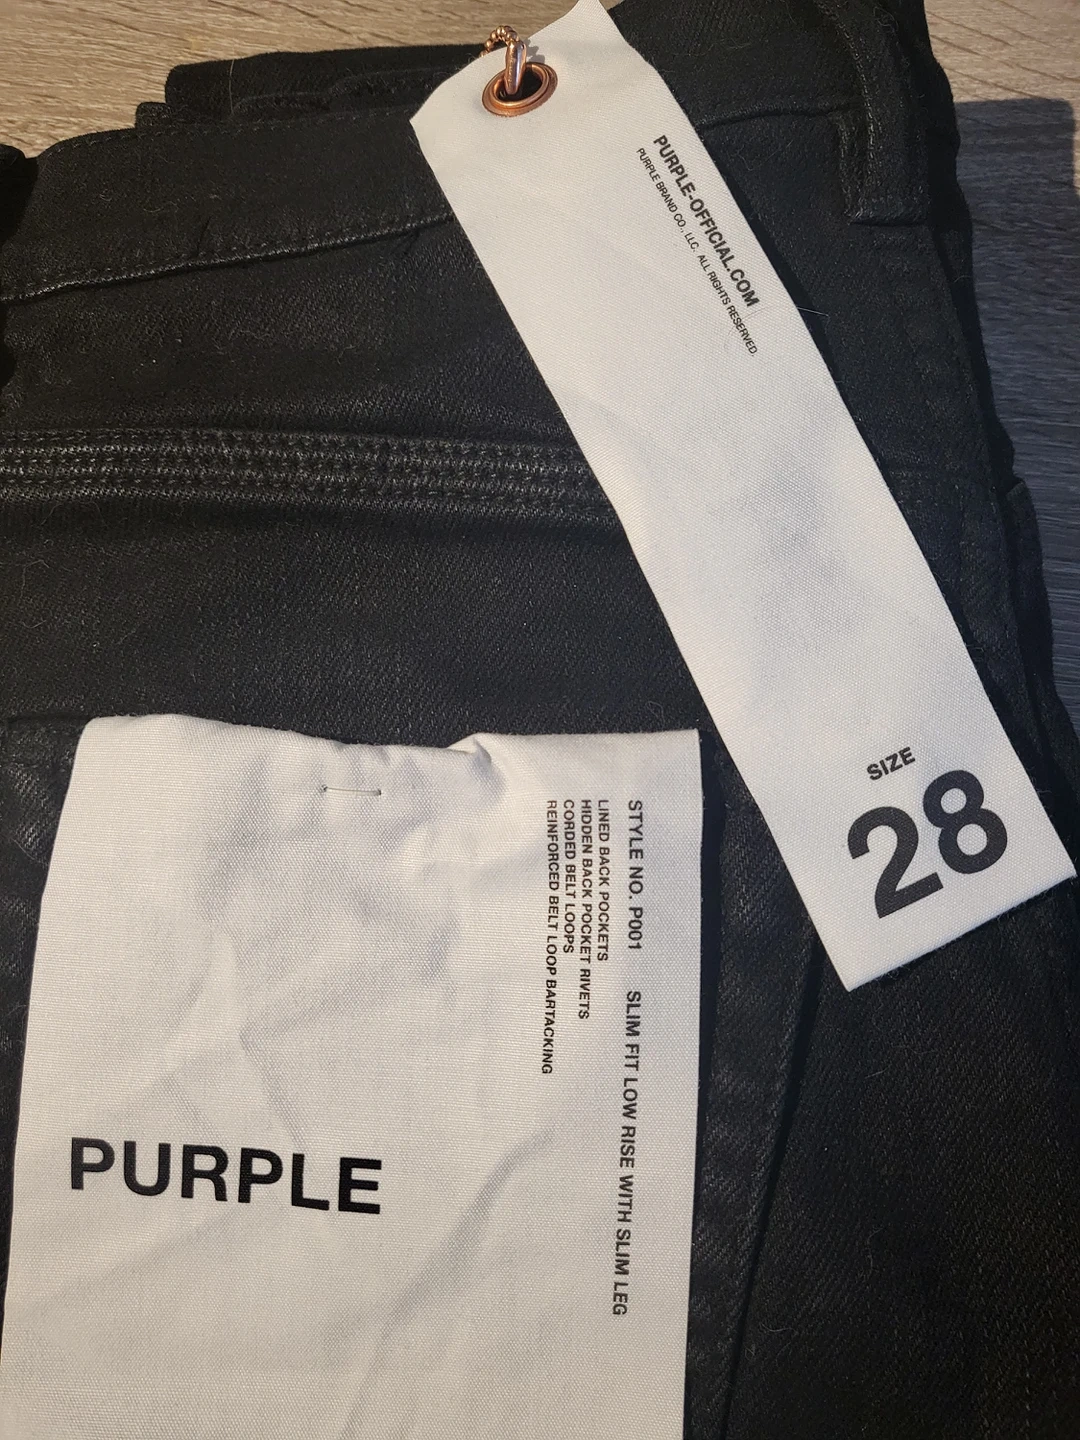 PURPLE-OFFICIAL.COM
PURPLE BRAND CO., LLC. ALL RIGHTS RESERVED.
SIZE
28
STYLE NO. P001 SLIM FIT LOW RISE WITH SLIM LEG
LINED BACK POCKETS
HIDDEN BACK POCKET RIVETS
CORDED BELT LOOPS
REINFORCED BELT LOOP BARTACKING
PURPLE